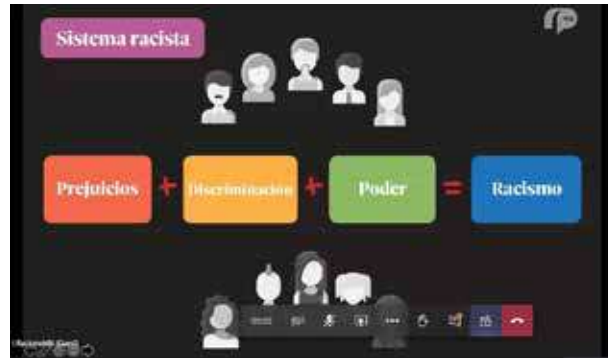 Sistema racista
Prejuicios + Discriminación + Poder = Racismo